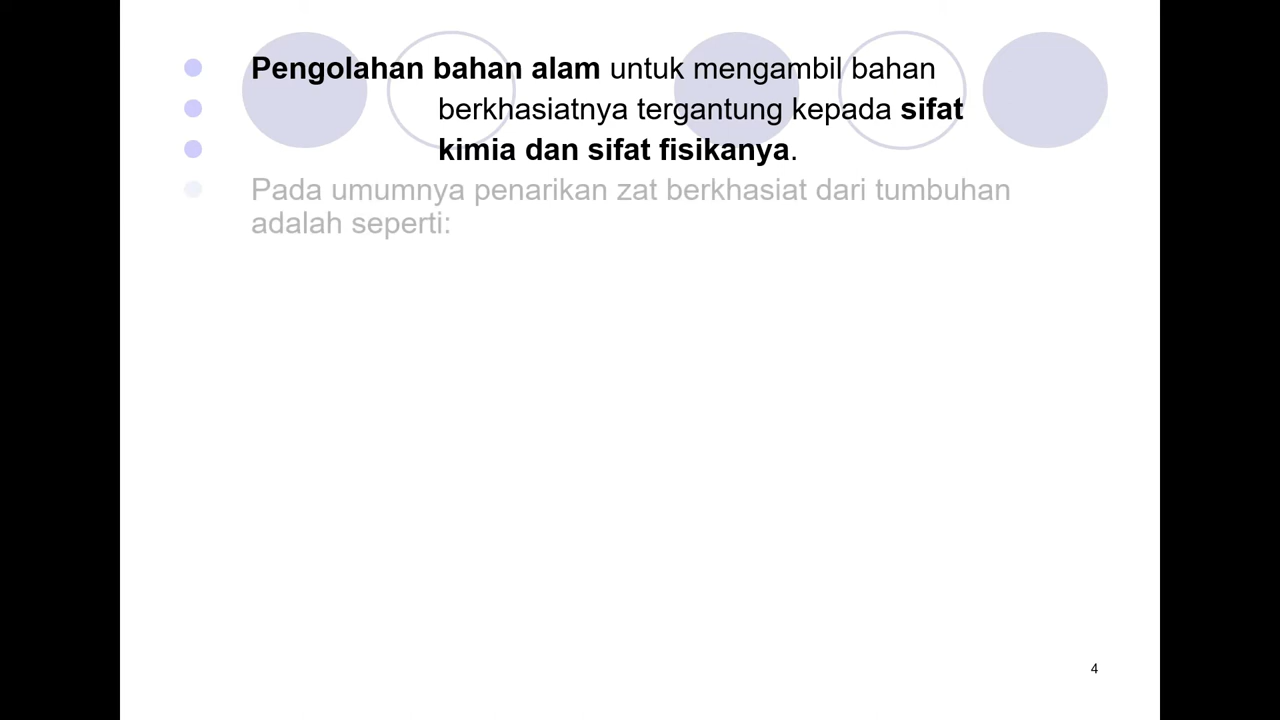 Pengolahan bahan alam untuk mengambil bahan
berkhasiatnya tergantung kepada sifat
kimia dan sifat fisikanya.
Pada umumnya penarikan zat berkhasiat dari tumbuhan
adalah seperti:
4